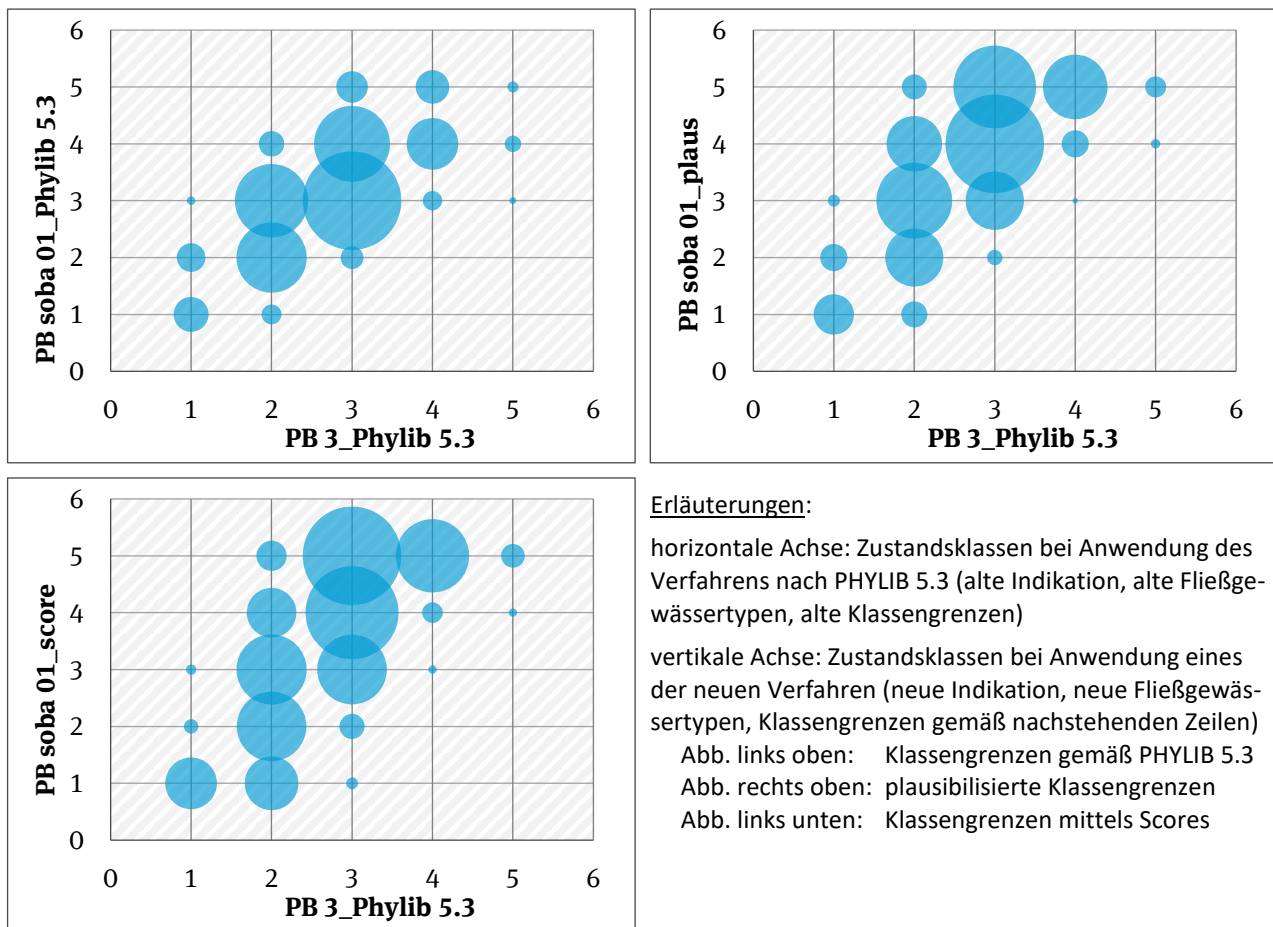 6
5
4
3
2
1
0
PB soba 01_Phylib 5.3
0 1 2 3 4 5 6
PB 3_Phylib 5.3
6
5
4
3
2
1
0
PB soba 01_plaus
0 1 2 3 4 5 6
PB 3_Phylib 5.3
6
5
4
3
2
1
0
PB soba 01_score
0 1 2 3 4 5 6
PB 3_Phylib 5.3
Erläuterungen:
horizontale Achse: Zustandsklassen bei Anwendung des
Verfahrens nach PHYLIB 5.3 (alte Indikation, alte Fließge-
wässertypen, alte Klassengrenzen)
vertikale Achse: Zustandsklassen bei Anwendung eines
der neuen Verfahren (neue Indikation, neue Fließgewäs-
sertypen, Klassengrenzen gemäß nachstehenden Zeilen)
Abb. links oben: Klassengrenzen gemäß PHYLIB 5.3
Abb. rechts oben: plausibilisierte Klassengrenzen
Abb. links unten: Klassengrenzen mittels Scores